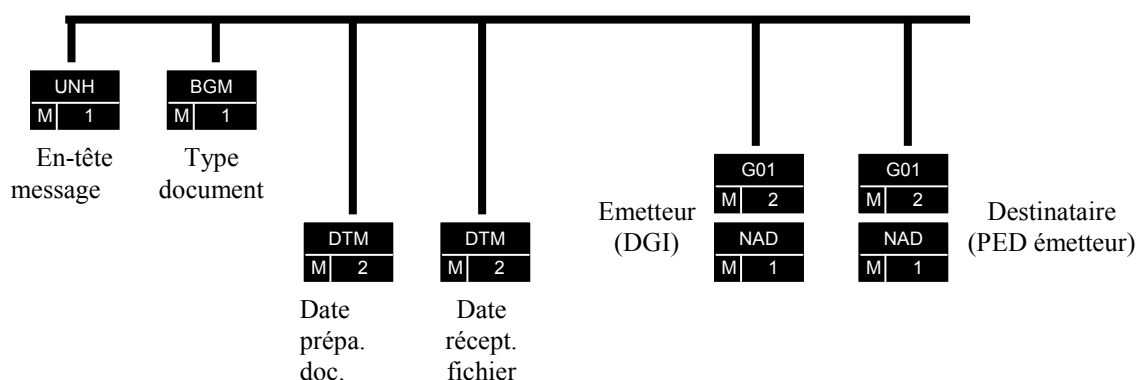 UNH
M 1
En-tête
message
BGM
M 1
Type
document
DTM
M 2
Date
prépa.
doc.
DTM
M 2
Date
récept.
fichier
Emetteur
(DGI)
G01
M 2
NAD
M 1
G01
M 2
NAD
M 1
Destinataire
(PED émetteur)